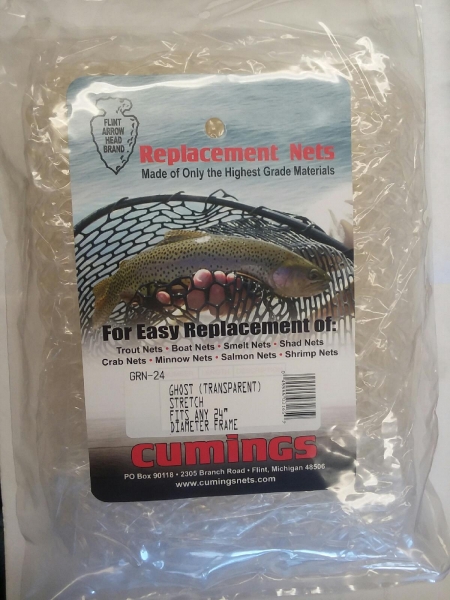 FLINT
ARROW
HEAD
BRAND
Replacement Nets
Made of Only the Highest Grade Materials
For Easy Replacement of:
Trout Nets • Boat Nets • Smelt Nets • Shad Nets
Crab Nets • Minnow Nets • Salmon Nets • Shrimp Nets
GRN-24
GHOST (TRANSPARENT)
STRETCH
FITS ANY 24"
DIAMETER FRAME
cumings
PO Box 90118 • 2305 Branch Road • Flint, Michigan 48506
www.cumingsnets.com